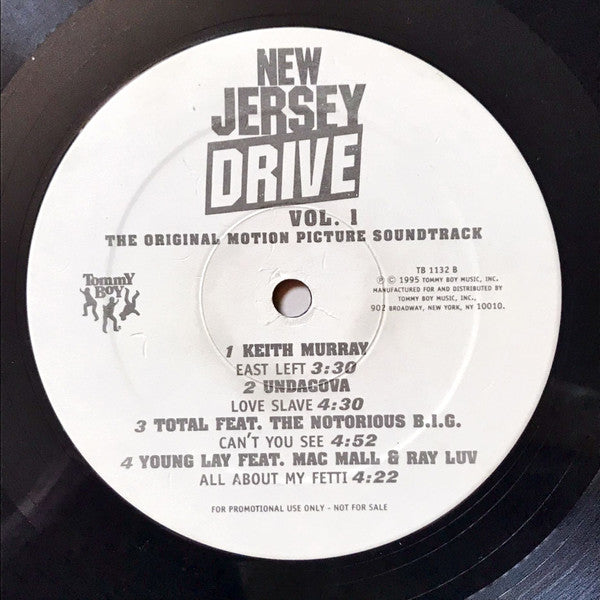 NEW
JERSEY
DRIVE
VOL. 1
THE ORIGINAL MOTION PICTURE SOUNDTRACK
Tommy
Boy
TB 1132 B
℗ © 1995 TOMMY BOY MUSIC, INC.
MANUFACTURED FOR AND DISTRIBUTED BY
TOMMY BOY MUSIC, INC.
902 BROADWAY, NEW YORK, NY 10010.
1 KEITH MURRAY
EAST LEFT 3:30
2 UNDACOVA
LOVE SLAVE 4:30
3 TOTAL FEAT. THE NOTORIOUS B.I.G.
CAN'T YOU SEE 4:52
4 YOUNG LAY FEAT. MAC MALL & RAY LUV
ALL ABOUT MY FETTI 4:22
FOR PROMOTIONAL USE ONLY - NOT FOR SALE